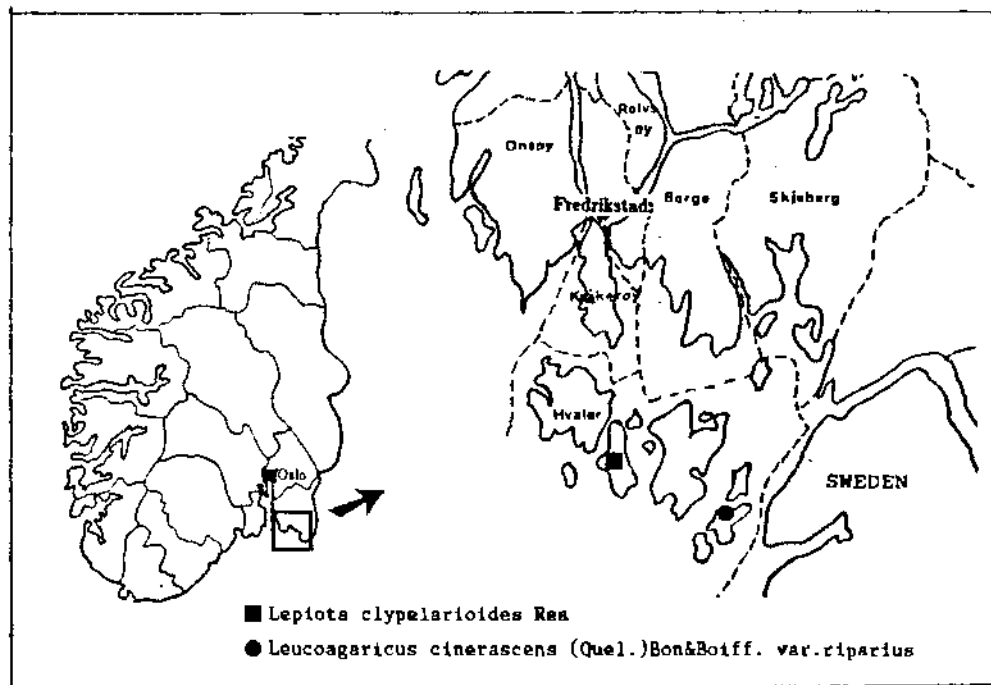 Rolvs
øy
Onsøy
Fredrikstad
Borge
Skjeberg
Kråkerøy
Hvaler
Oslo
SWEDEN
Lepiota clypelarioides Rea
Leucoagaricus cinerascens (Quel.)Bon&Boiff. var.riparius